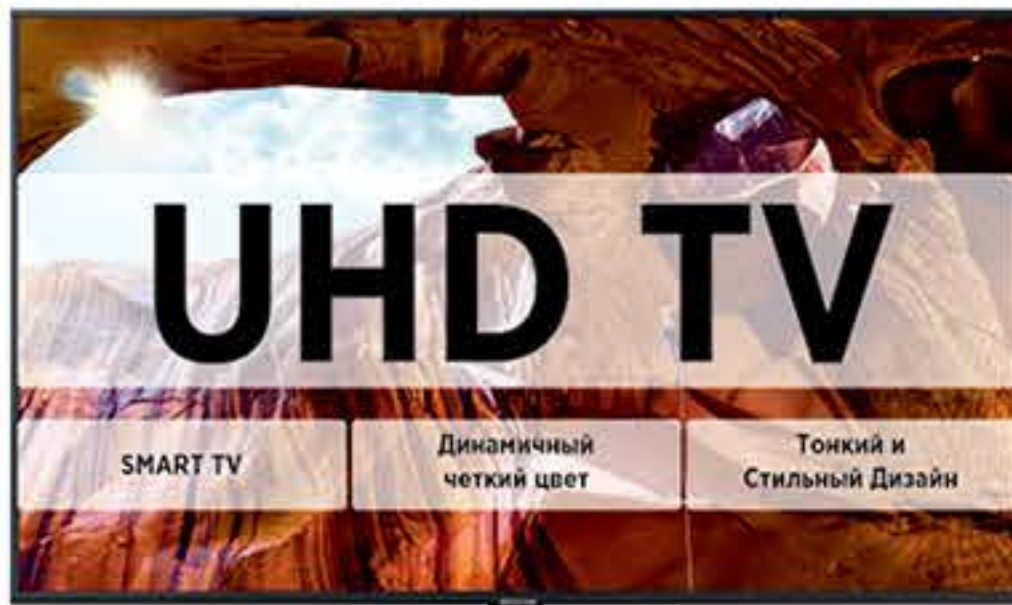 UHD TV
SMART TV
Динамичный
четкий цвет
Тонкий и
Стильный Дизайн